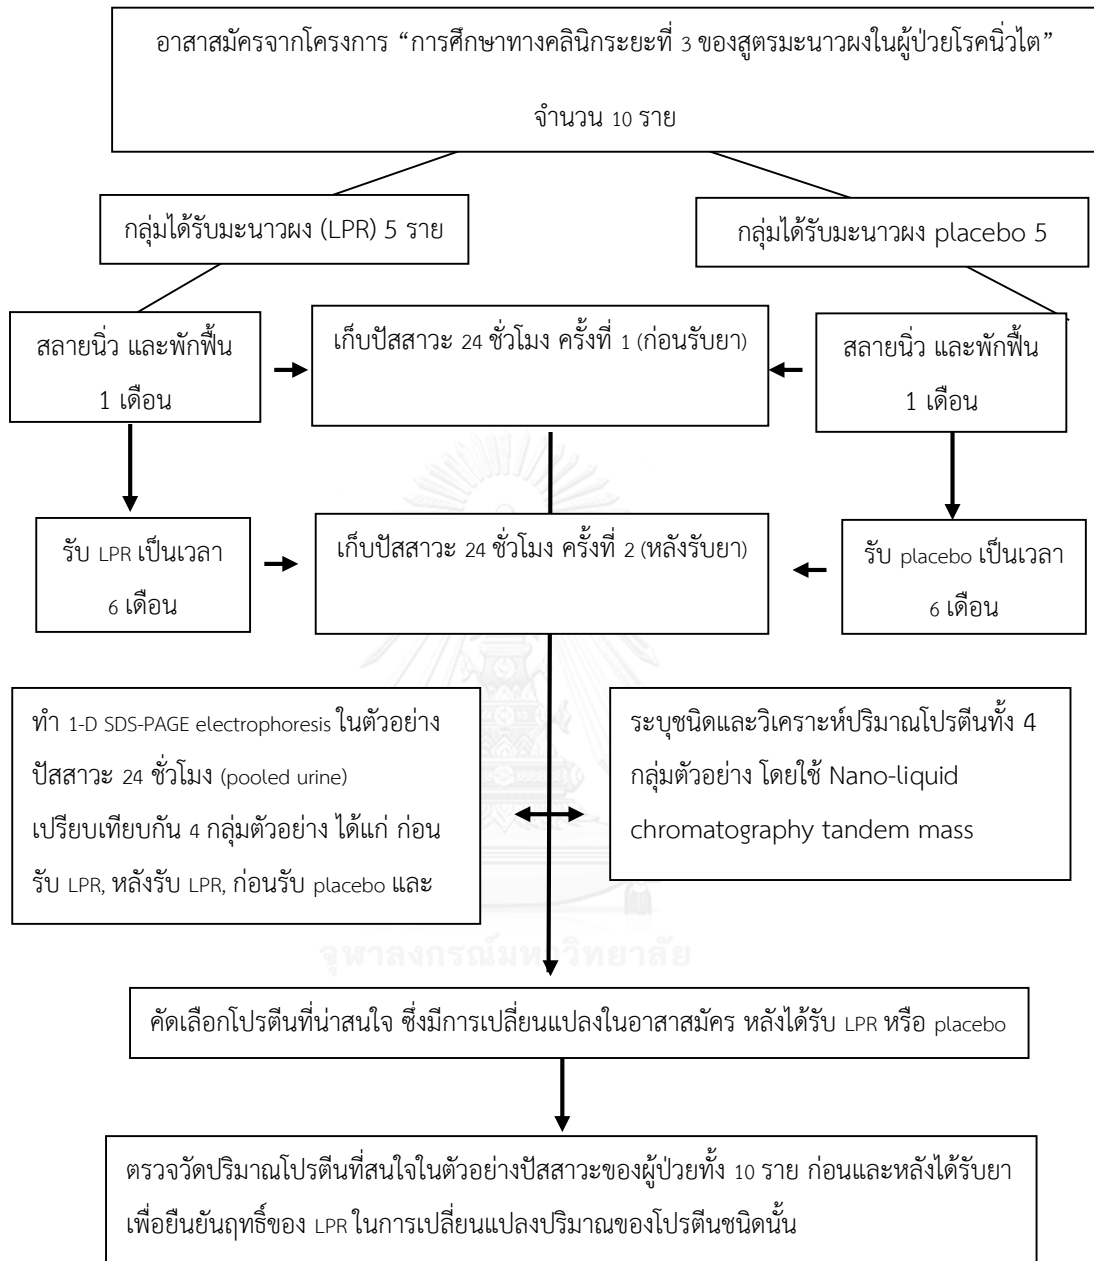 อาสาสมัครจากโครงการ “การศึกษาทางคลินิกระยะที่ 3 ของสูตรมะนาวผงในผู้ป่วยโรคนิ่วไต”
จำนวน 10 ราย
กลุ่มได้รับมะนาวผง (LPR) 5 ราย
กลุ่มได้รับมะนาวผง placebo 5
สลายนิ่ว และพักฟื้น
1 เดือน
เก็บปัสสาวะ 24 ชั่วโมง ครั้งที่ 1 (ก่อนรับยา)
สลายนิ่ว และพักฟื้น
1 เดือน
รับ LPR เป็นเวลา
6 เดือน
เก็บปัสสาวะ 24 ชั่วโมง ครั้งที่ 2 (หลังรับยา)
รับ placebo เป็นเวลา
6 เดือน
ทำ 1-D SDS-PAGE electrophoresis ในตัวอย่าง
ปัสสาวะ 24 ชั่วโมง (pooled urine)
เปรียบเทียบกัน 4 กลุ่มตัวอย่าง ได้แก่ ก่อน
รับ LPR, หลังรับ LPR, ก่อนรับ placebo และ
ระบุชนิดและวิเคราะห์ปริมาณโปรตีนทั้ง 4
กลุ่มตัวอย่าง โดยใช้ Nano-liquid
chromatography tandem mass
จุฬาลงกรณ์มหาวิทยาลัย
คัดเลือกโปรตีนที่น่าสนใจ ซึ่งมีการเปลี่ยนแปลงในอาสาสมัคร หลังได้รับ LPR หรือ placebo
ตรวจวัดปริมาณโปรตีนที่สนใจในตัวอย่างปัสสาวะของผู้ป่วยทั้ง 10 ราย ก่อนและหลังได้รับยา
เพื่อยืนยันฤทธิ์ของ LPR ในการเปลี่ยนแปลงปริมาณของโปรตีนชนิดนั้น